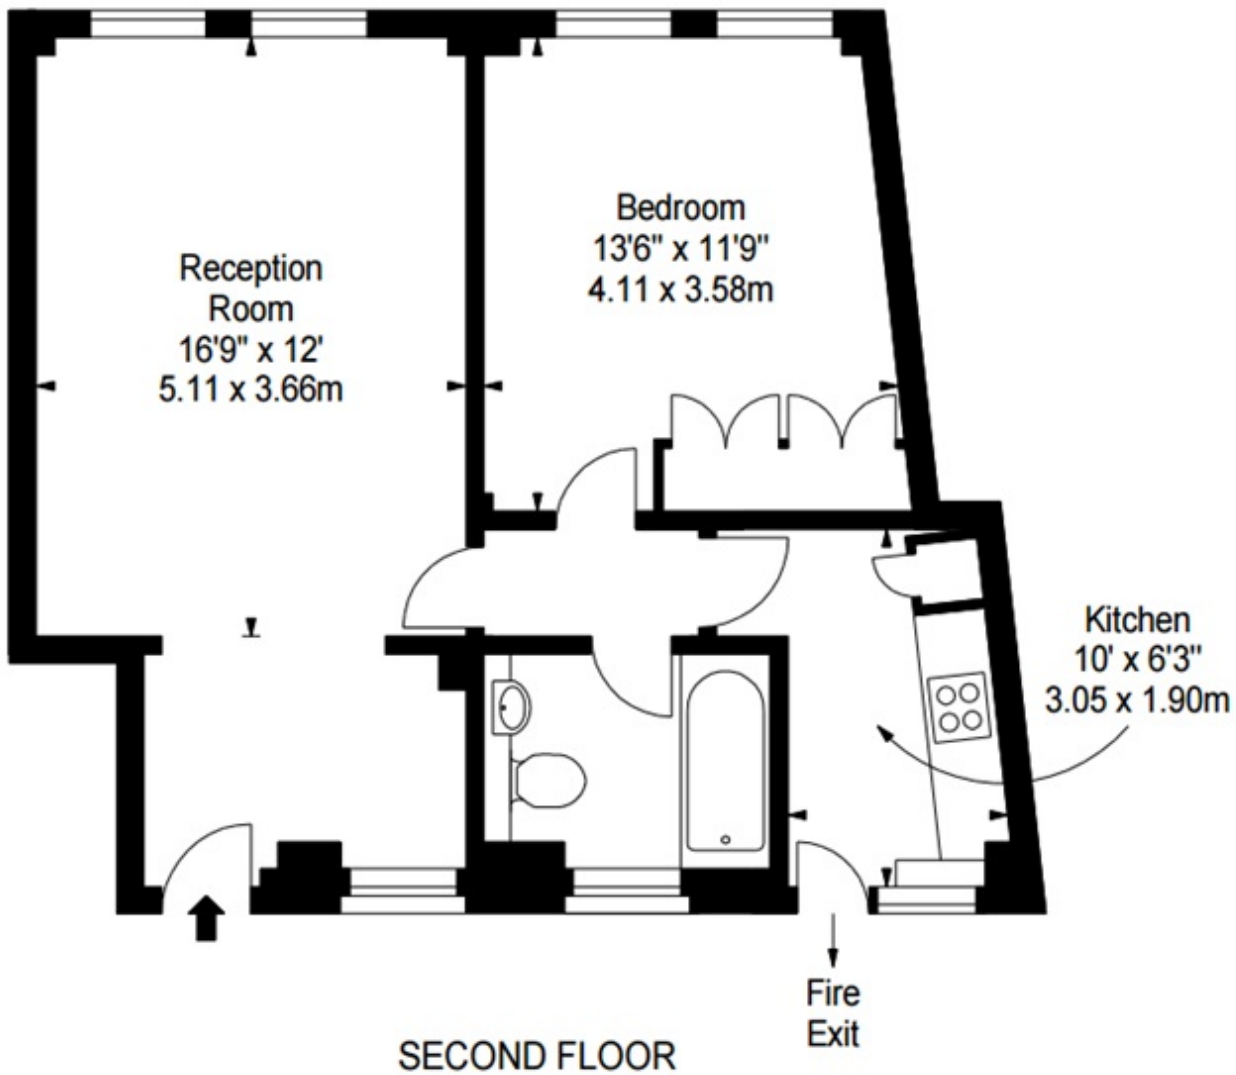 Bedroom
13'6" x 11'9"
4.11 x 3.58m
Reception
Room
16'9" x 12'
5.11 x 3.66m
Kitchen
10' x 6'3"
3.05 x 1.90m
Fire
Exit
SECOND FLOOR